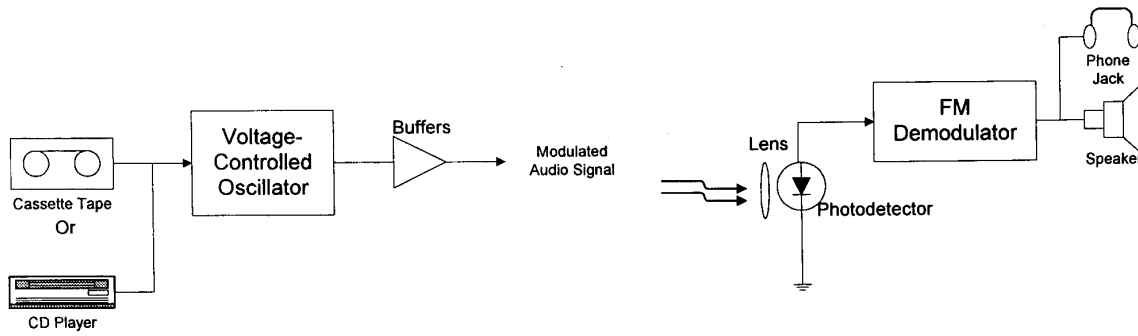 Voltage-
Controlled
Oscillator
Buffers
Modulated
Audio Signal
Cassette Tape
Or
CD Player
Lens
Photodetector
FM
Demodulator
Phone
Jack
Speaker